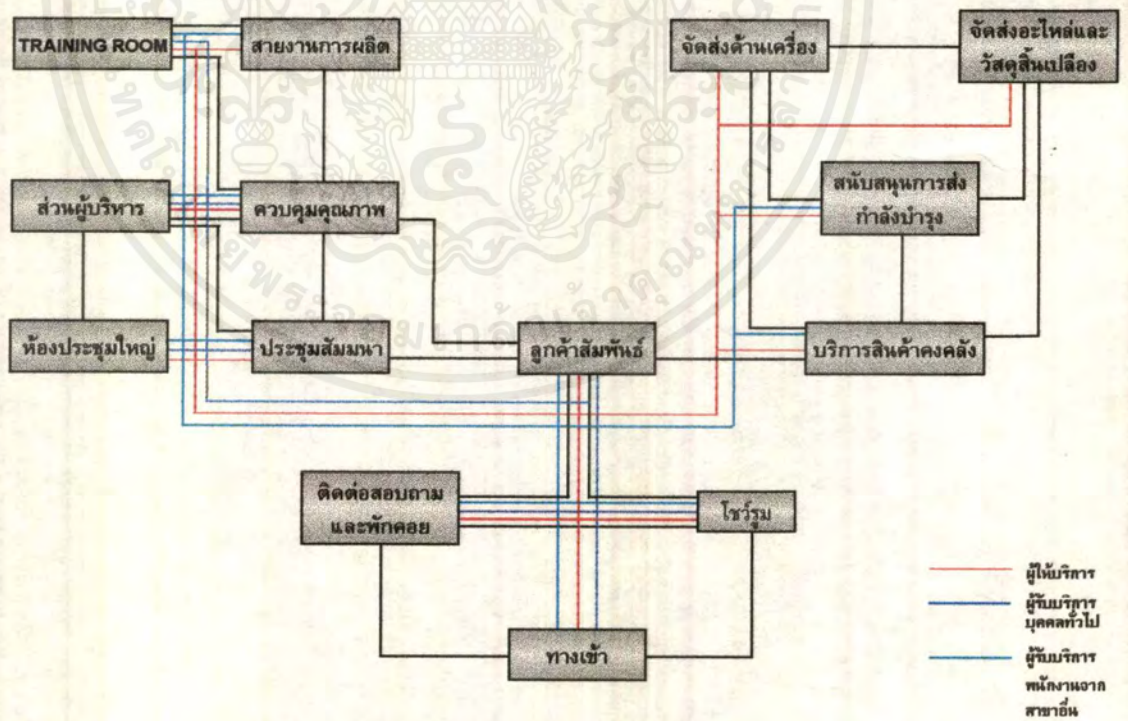 TRAINING ROOM
สายงานการผลิต
จัดส่งด้านเครื่อง
จัดส่งอะไหล่และ
วัสดุสิ้นเปลือง
ส่วนผู้บริหาร
ควบคุมคุณภาพ
สนับสนุนการส่ง
กำลังบำรุง
ห้องประชุมใหญ่
ประชุมสัมมนา
ลูกค้าสัมพันธ์
บริการสินค้าคงคลัง
ติดต่อสอบถาม
และพักคอย
โชว์รูม
ทางเข้า
ผู้ให้บริการ
ผู้รับบริการ
บุคคลทั่วไป
ผู้รับบริการ
พนักงานจาก
สาขาอื่น